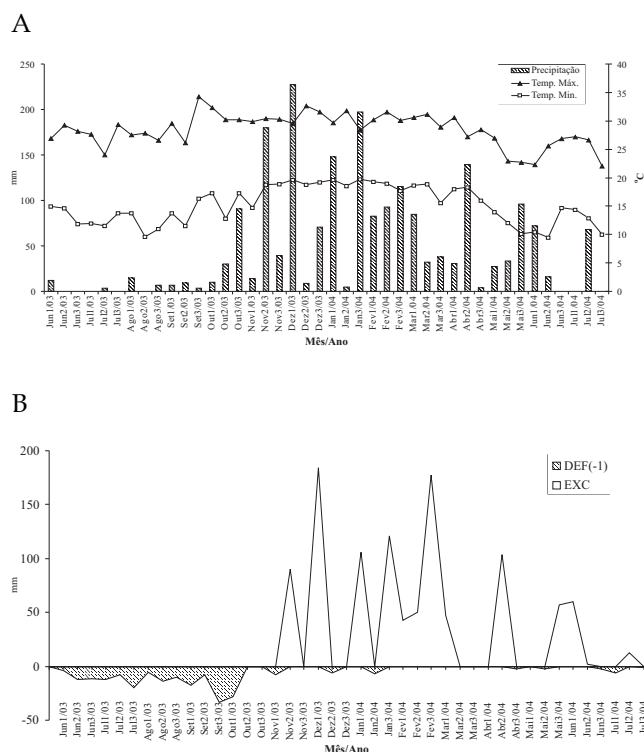 A
250
200
150
100
50
0
mm
Precipitação
Temp. Máx.
Temp. Min.
40
35
30
25
20
15
10
5
0
°C
Jun1/03
Jun2/03
Jun3/03
Jul1/03
Jul2/03
Jul3/03
Ago1/03
Ago2/03
Ago3/03
Set1/03
Set2/03
Set3/03
Out1/03
Out2/03
Out3/03
Nov1/03
Nov2/03
Nov3/03
Dez1/03
Dez2/03
Dez3/03
Jan1/04
Jan2/04
Jan3/04
Fev1/04
Fev2/04
Fev3/04
Mar1/04
Mar2/04
Mar3/04
Abr1/04
Abr2/04
Abr3/04
Mai1/04
Mai2/04
Mai3/04
Jun1/04
Jun2/04
Jun3/04
Jul1/04
Jul2/04
Jul3/04
Mês/Ano
B
200
150
100
50
0
-50
mm
DEF(-1)
EXC
Jun1/03
Jun2/03
Jun3/03
Jul1/03
Jul2/03
Jul3/03
Ago1/03
Ago2/03
Ago3/03
Set1/03
Set2/03
Set3/03
Out1/03
Out2/03
Out3/03
Nov1/03
Nov2/03
Nov3/03
Dez1/03
Dez2/03
Dez3/03
Jan1/04
Jan2/04
Jan3/04
Fev1/04
Fev2/04
Fev3/04
Mar1/04
Mar2/04
Mar3/04
Abr1/04
Abr2/04
Abr3/04
Mai1/04
Mai2/04
Mai3/04
Jun1/04
Jun2/04
Jun3/04
Jul1/04
Jul2/04
Jul3/04
Mês/Ano